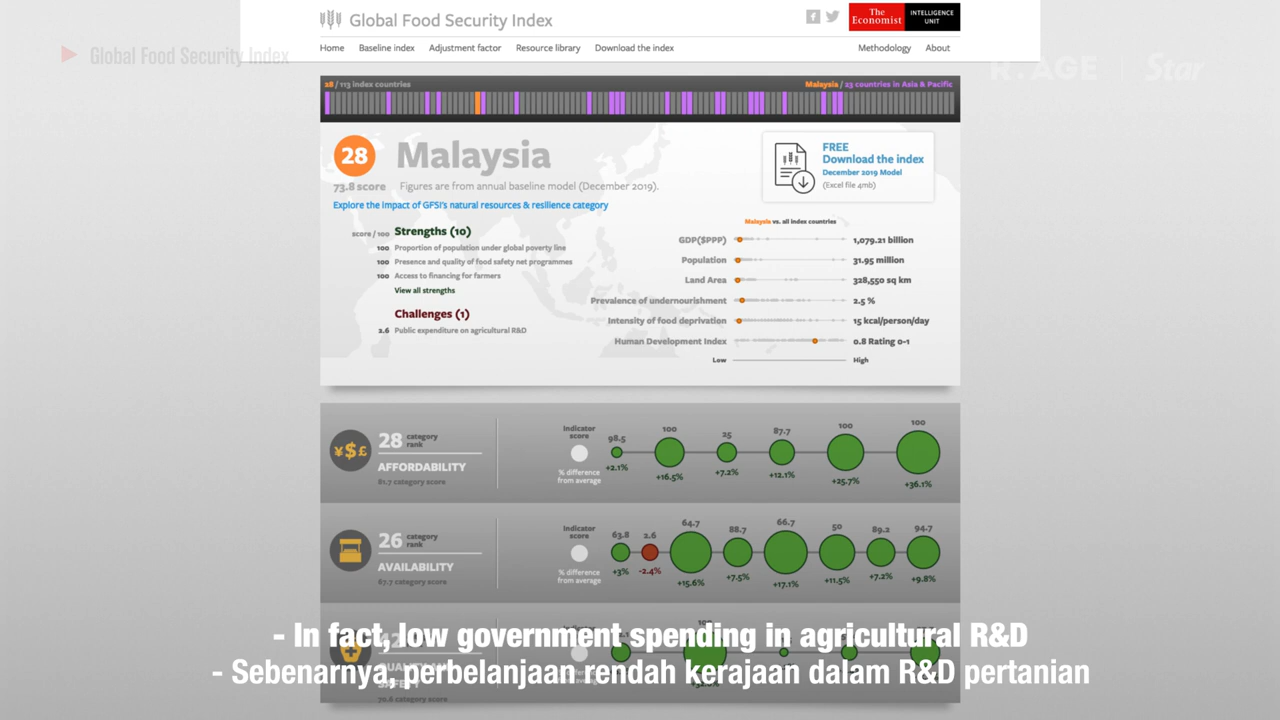 Global Food Security Index
The Economist
INTELLIGENCE UNIT
Home Baseline index Adjustment factor Resource library Download the index Methodology About
Global Food Security Index
R.AGE | Star
28 / 113 index countries
Malaysia / 23 countries in Asia & Pacific
28 Malaysia
73.8 score Figures are from annual baseline model (December 2019).
Explore the impact of GFSI's natural resources & resilience category
FREE
Download the index
December 2019 Model
(Excel file 4mb)
score / 100 Strengths (10)
100 Proportion of population under global poverty line
100 Presence and quality of food safety net programmes
100 Access to financing for farmers
View all strengths
Challenges (1)
2.6 Public expenditure on agricultural R&D
Malaysia vs. all index countries
GDP($PPP) 1,079.21 billion
Population 31.95 million
Land Area 328,550 sq km
Prevalence of undernourishment 2.5 %
Intensity of food deprivation 15 kcal/person/day
Human Development Index 0.8 Rating 0-1
Low High
¥$£
28 category rank
AFFORDABILITY
81.7 category score
Indicator score
% difference from average
98.5 100 25 87.7 100 100
+2.1% +16.5% +7.2% +12.1% +25.7% +36.1%
26 category rank
AVAILABILITY
67.7 category score
Indicator score
% difference from average
63.8 2.6 64.7 88.7 66.7 50 89.2 94.7
+3% -2.4% +15.6% +7.5% +17.1% +11.5% +7.2% +9.8%
- In fact, low government spending in agricultural R&D
- Sebenarnya, perbelanjaan rendah kerajaan dalam R&D pertanian
70.6 category score